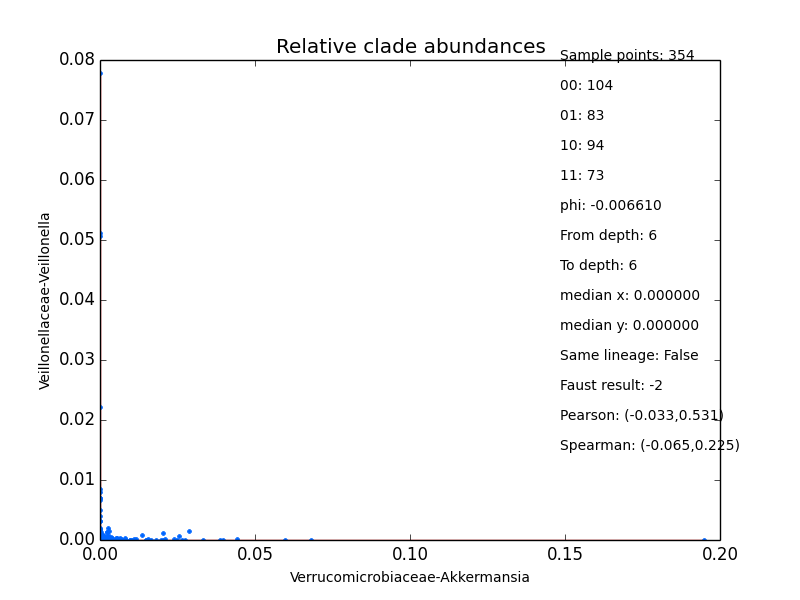 Relative clade abundances
Sample points: 354
00: 104
01: 83
10: 94
11: 73
phi: -0.006610
From depth: 6
To depth: 6
median x: 0.000000
median y: 0.000000
Same lineage: False
Faust result: -2
Pearson: (-0.033,0.531)
Spearman: (-0.065,0.225)
0.08
0.07
0.06
0.05
0.04
0.03
0.02
0.01
0.00
Veillonellaceae-Veillonella
0.00 0.05 0.10 0.15 0.20
Verrucomicrobiaceae-Akkermansia